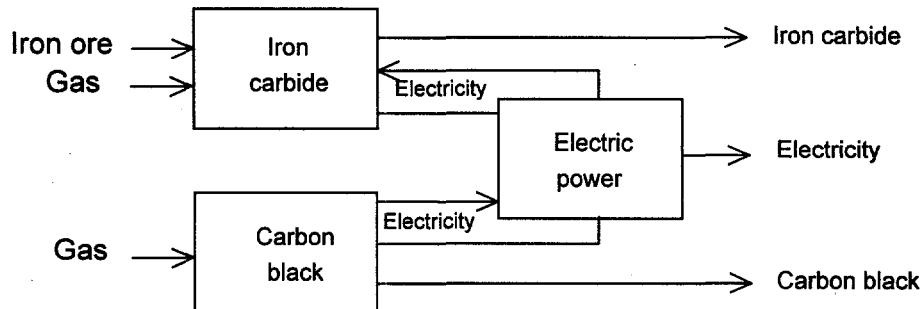 Iron ore
Gas
Iron
carbide
Iron carbide
Electricity
Electric
power
Electricity
Gas
Carbon
black
Electricity
Carbon black